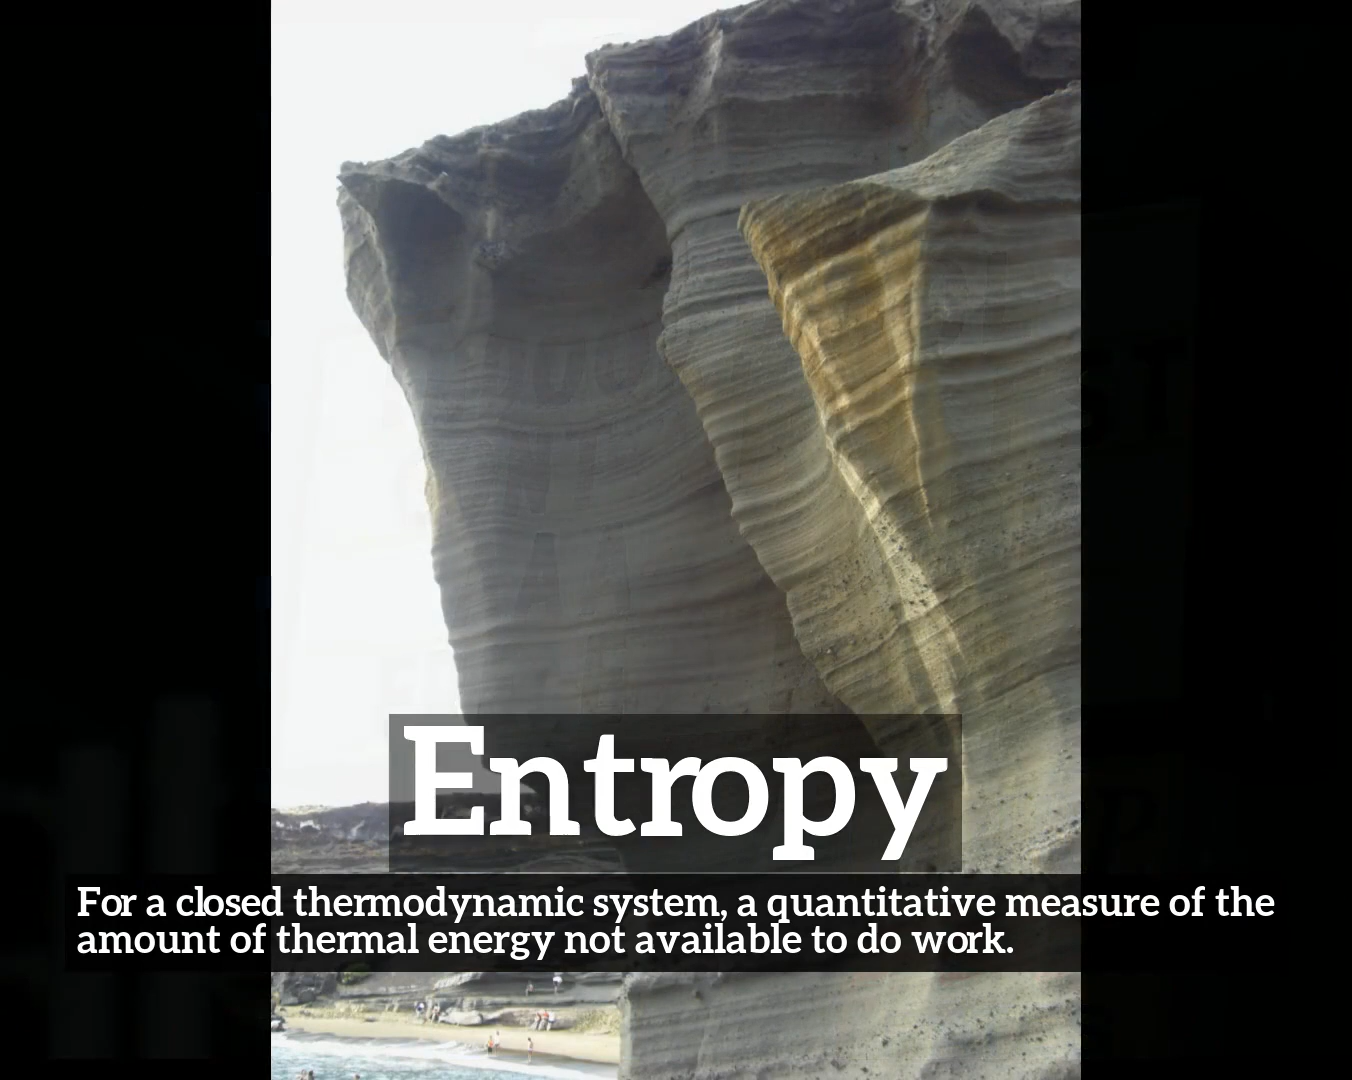 Entropy
For a closed thermodynamic system, a quantitative measure of the
amount of thermal energy not available to do work.